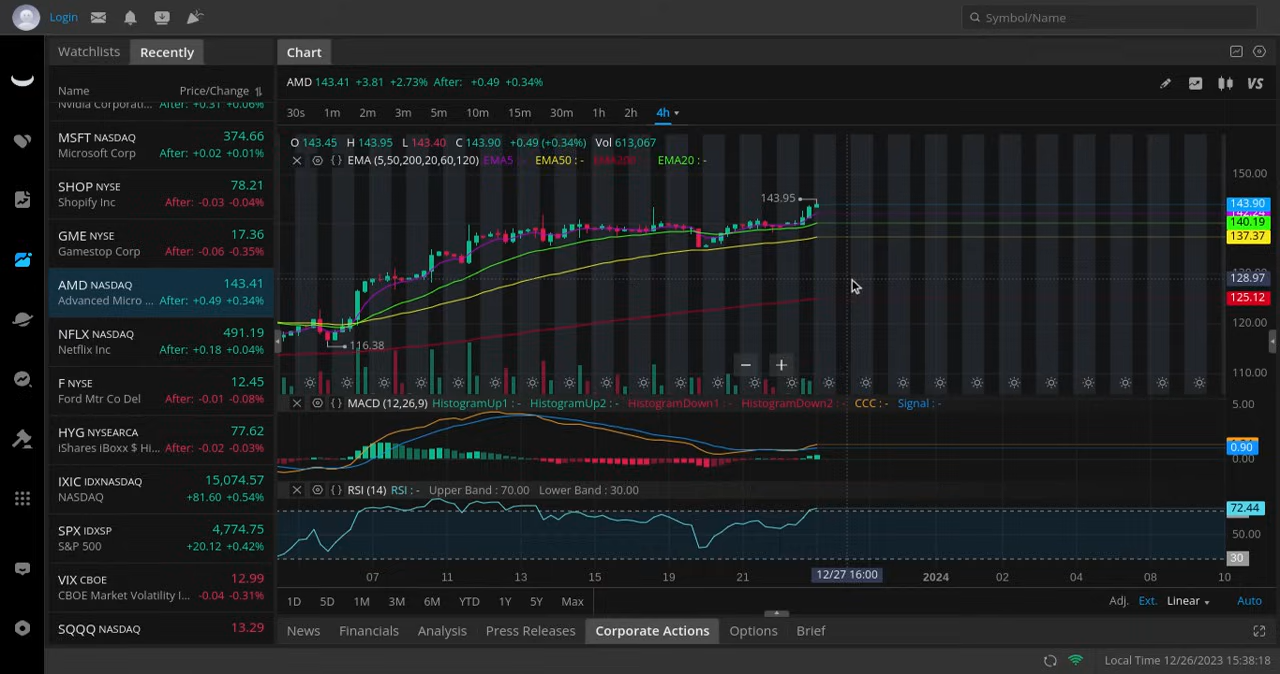 Login
Symbol/Name
Watchlists
Recently
Chart
Name
Price/Change
Nvidia Corporati...
After: +0.31 +0.06%
MSFT NASDAQ
374.66
Microsoft Corp
After: +0.02 +0.01%
SHOP NYSE
78.21
Shopify Inc
After: -0.03 -0.04%
GME NYSE
17.36
Gamestop Corp
After: -0.06 -0.35%
AMD NASDAQ
143.41
Advanced Micro ...
After: +0.49 +0.34%
NFLX NASDAQ
491.19
Netflix Inc
After: +0.18 +0.04%
F NYSE
12.45
Ford Mtr Co Del
After: -0.01 -0.08%
HYG NYSEARCA
77.62
iShares iBoxx $ Hi...
After: -0.02 -0.03%
IXIC IDXNASDAQ
15,074.57
NASDAQ
+81.60 +0.54%
SPX IDXSP
4,774.75
S&P 500
+20.12 +0.42%
VIX CBOE
12.99
CBOE Market Volatility I...
-0.04 -0.31%
SQQQ NASDAQ
13.29
AMD 143.41 +3.81 +2.73% After: +0.49 +0.34%
VS
30s 1m 2m 3m 5m 10m 15m 30m 1h 2h 4h
O 143.45 H 143.95 L 143.40 C 143.90 +0.49 (+0.34%) Vol 613,067
{} EMA (5,50,200,20,60,120) EMA5 : - EMA50 : - EMA200 : - EMA20 : -
143.95
116.38
150.00
143.90
140.19
137.37
128.97
125.12
120.00
110.00
− +
{} MACD (12,26,9) HistogramUp1 : - HistogramUp2 : - HistogramDown1 : - HistogramDown2 : - CCC : - Signal : -
5.00
0.90
0.00
{} RSI (14) RSI : - Upper Band : 70.00 Lower Band : 30.00
72.44
50.00
30
07 11 13 15 19 21 12/27 16:00 2024 02 04 08 10
1D 5D 1M 3M 6M YTD 1Y 5Y Max
Adj. Ext. Linear Auto
News Financials Analysis Press Releases Corporate Actions Options Brief
Local Time 12/26/2023 15:38:18